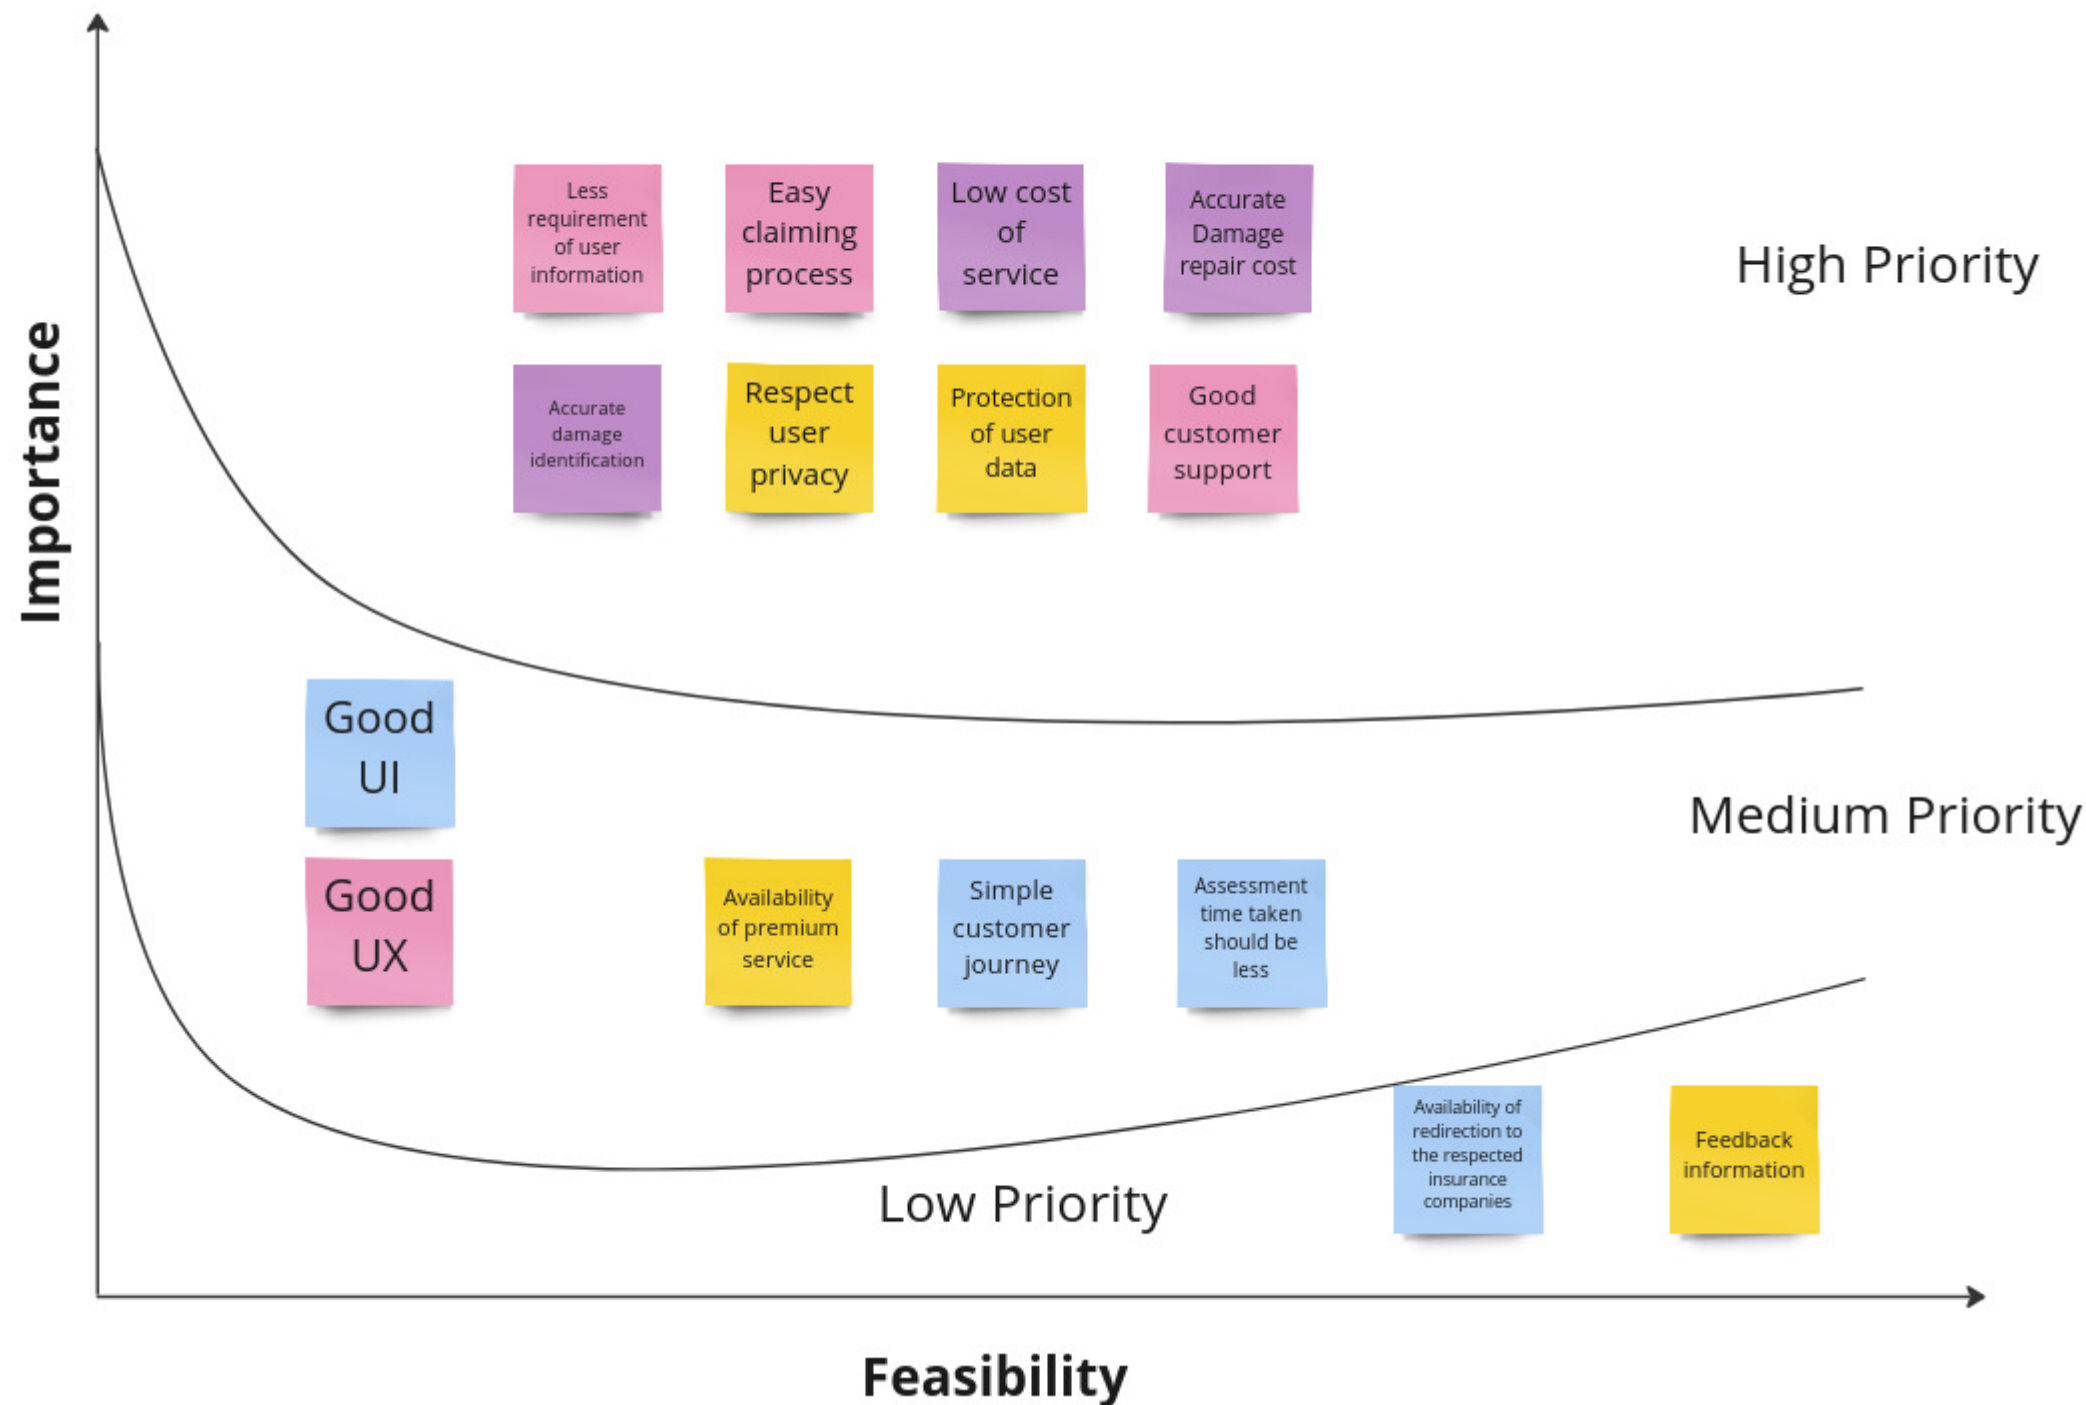 Importance
Less
requirement
of user
information
Easy
claiming
process
Low cost
of
service
Accurate
Damage
repair cost
High Priority
Accurate
damage
identification
Respect
user
privacy
Protection
of user
data
Good
customer
support
Good
UI
Medium Priority
Good
UX
Availability
of premium
service
Simple
customer
journey
Assessment
time taken
should be
less
Low Priority
Availability of
redirection to
the respected
insurance
companies
Feedback
information
Feasibility